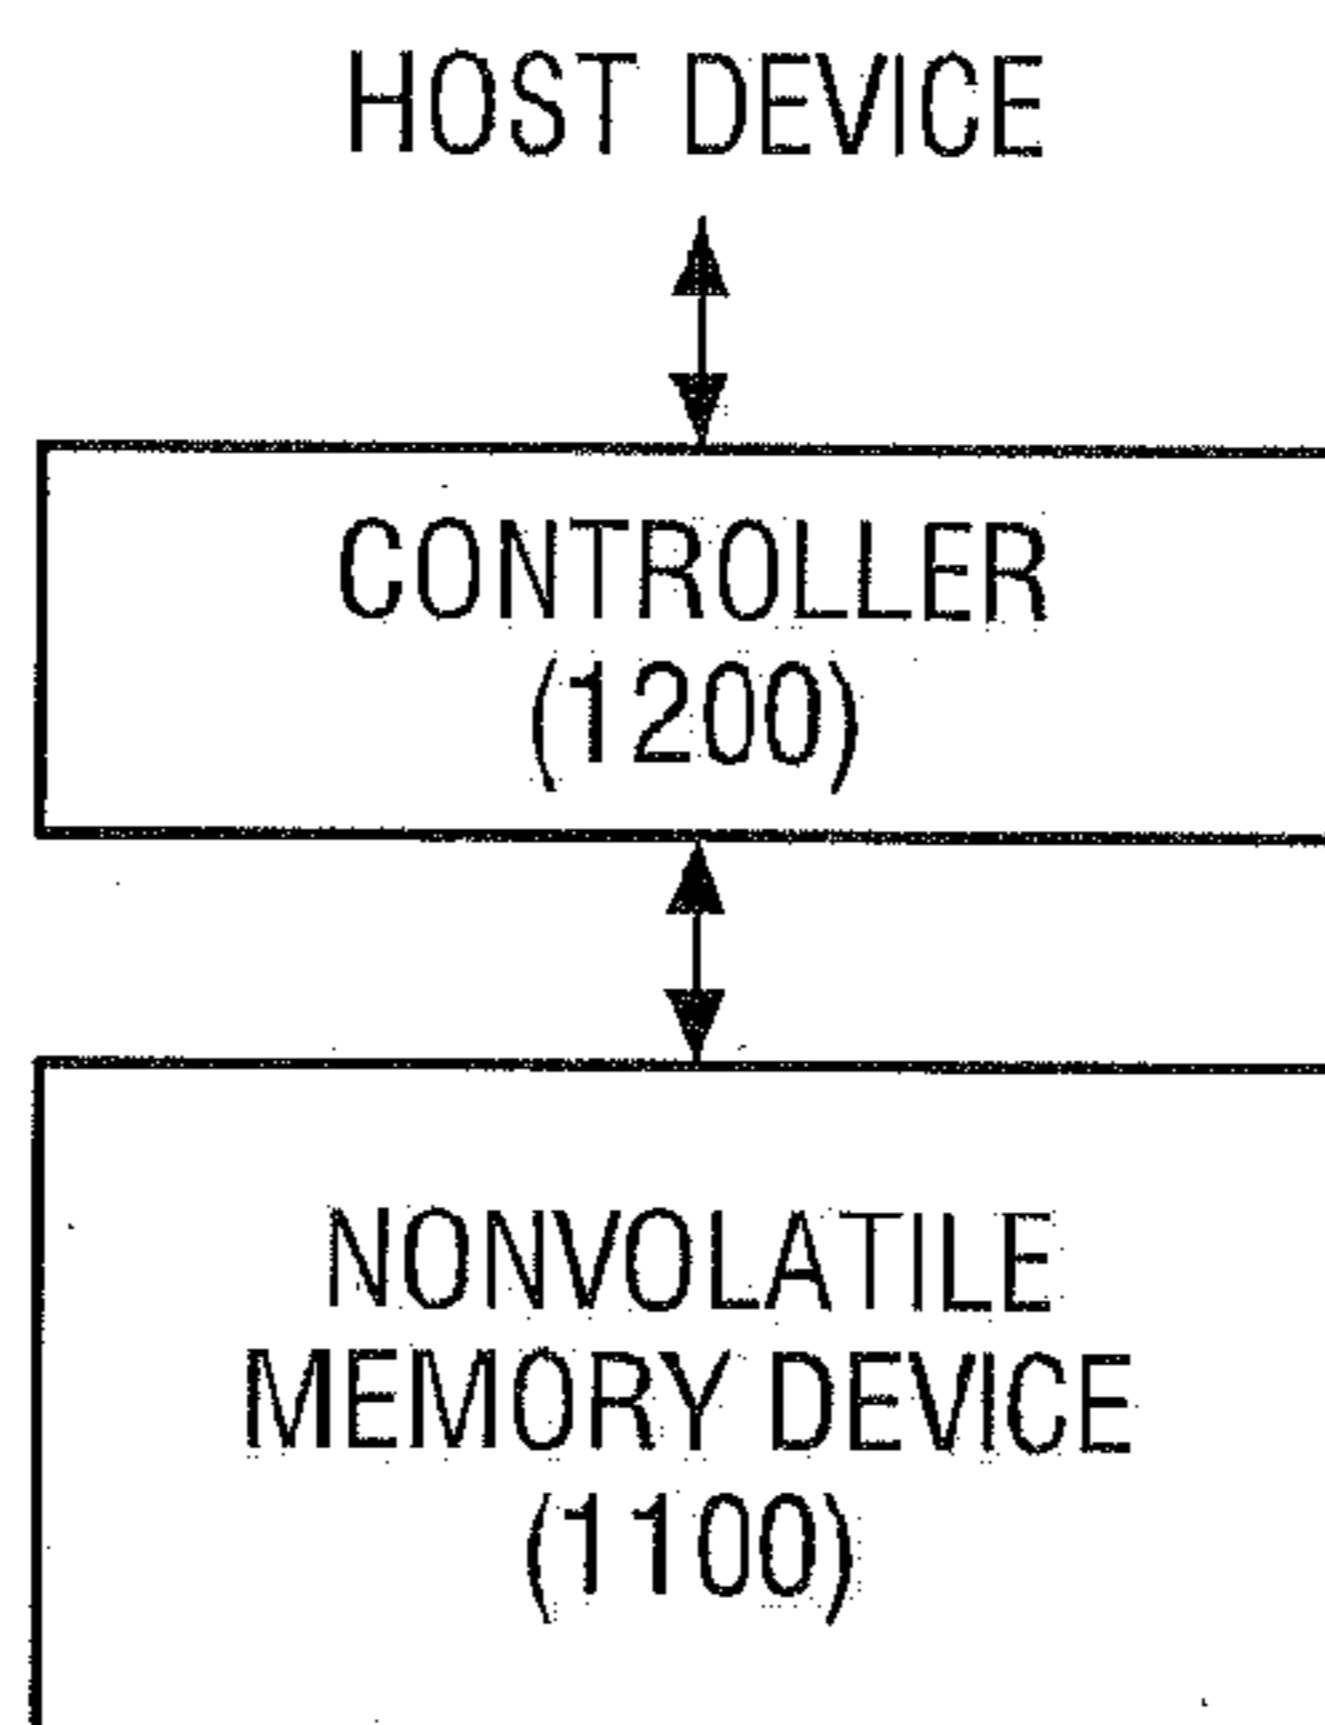 HOST DEVICE
CONTROLLER
(1200)
NONVOLATILE
MEMORY DEVICE
(1100)